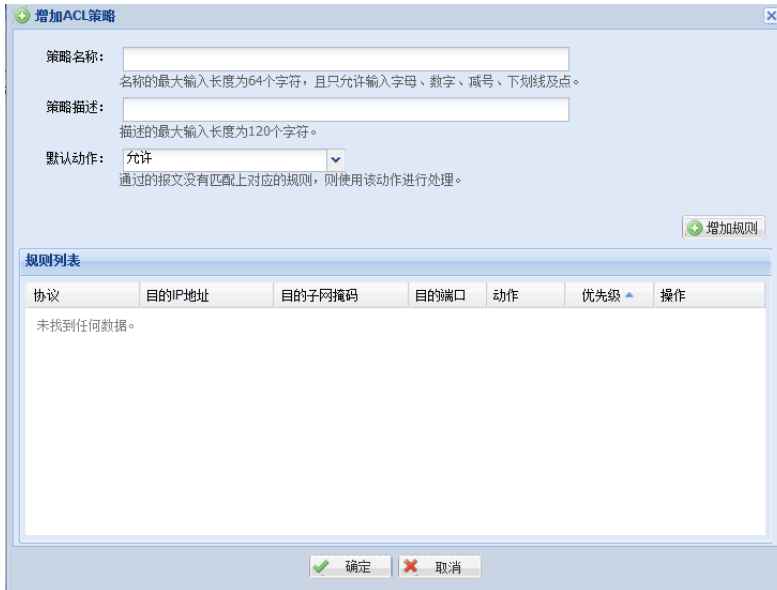 增加ACL策略
策略名称：
名称的最大输入长度为64个字符，且只允许输入字母、数字、减号、下划线及点。
策略描述：
描述的最大输入长度为120个字符。
默认动作： 允许
通过的报文没有匹配上对应的规则，则使用该动作进行处理。
增加规则
规则列表
协议 目的IP地址 目的子网掩码 目的端口 动作 优先级 操作
未找到任何数据。
确定 取消